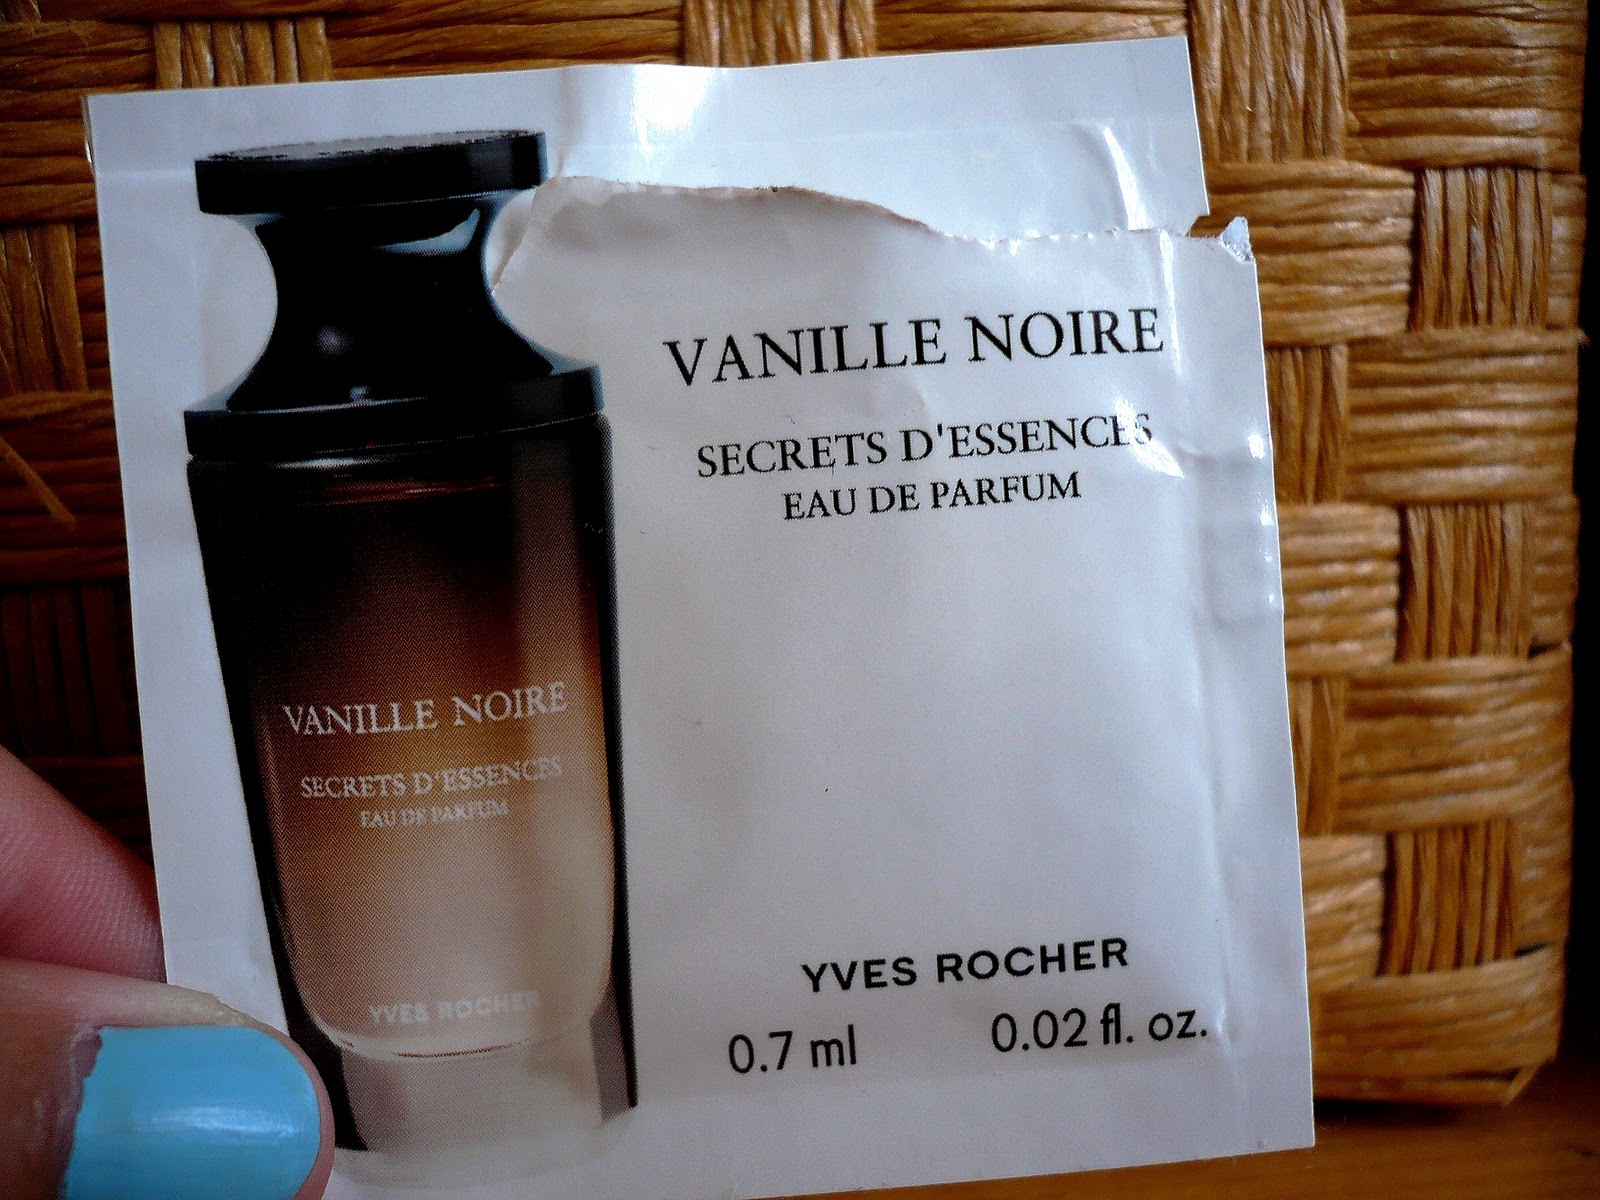 VANILLE NOIRE
SECRETS D'ESSENCES
EAU DE PARFUM
VANILLE NOIRE
SECRETS D'ESSENCES
EAU DE PARFUM
YVES ROCHER
YVES ROCHER
0.7 ml 0.02 fl. oz.